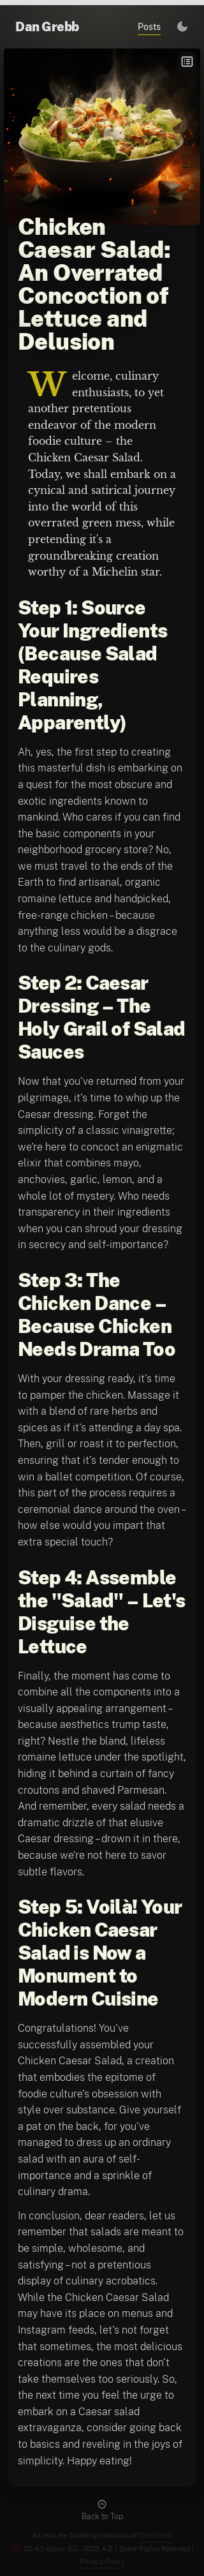 Dan Grebb
Posts
Chicken
Caesar Salad:
An Overrated
Concoction of
Lettuce and
Delusion
Welcome, culinary
enthusiasts, to yet
another pretentious
endeavor of the modern
foodie culture – the
Chicken Caesar Salad.
Today, we shall embark on a
cynical and satirical journey
into the world of this
overrated green mess, while
pretending it's a
groundbreaking creation
worthy of a Michelin star.
Step 1: Source
Your Ingredients
(Because Salad
Requires
Planning,
Apparently)
Ah, yes, the first step to creating
this masterful dish is embarking on
a quest for the most obscure and
exotic ingredients known to
mankind. Who cares if you can find
the basic components in your
neighborhood grocery store? No,
we must travel to the ends of the
Earth to find artisanal, organic
romaine lettuce and handpicked,
free-range chicken – because
anything less would be a disgrace
to the culinary gods.
Step 2: Caesar
Dressing – The
Holy Grail of Salad
Sauces
Now that you've returned from your
pilgrimage, it's time to whip up the
Caesar dressing. Forget the
simplicity of a classic vinaigrette;
we're here to concoct an enigmatic
elixir that combines mayo,
anchovies, garlic, lemon, and a
whole lot of mystery. Who needs
transparency in their ingredients
when you can shroud your dressing
in secrecy and self-importance?
Step 3: The
Chicken Dance –
Because Chicken
Needs Drama Too
With your dressing ready, it's time
to pamper the chicken. Massage it
with a blend of rare herbs and
spices as if it's attending a day spa.
Then, grill or roast it to perfection,
ensuring that it's tender enough to
win a ballet competition. Of course,
this part of the process requires a
ceremonial dance around the oven –
how else would you impart that
extra special touch?
Step 4: Assemble
the "Salad" – Let's
Disguise the
Lettuce
Finally, the moment has come to
combine all the components into a
visually appealing arrangement –
because aesthetics trump taste,
right? Nestle the bland, lifeless
romaine lettuce under the spotlight,
hiding it behind a curtain of fancy
croutons and shaved Parmesan.
And remember, every salad needs a
dramatic drizzle of that elusive
Caesar dressing – drown it in there,
because we're not here to savor
subtle flavors.
Step 5: Voilà! Your
Chicken Caesar
Salad is Now a
Monument to
Modern Cuisine
Congratulations! You've
successfully assembled your
Chicken Caesar Salad, a creation
that embodies the epitome of
foodie culture's obsession with
style over substance. Give yourself
a pat on the back, for you've
managed to dress up an ordinary
salad with an aura of self-
importance and a sprinkle of
culinary drama.
In conclusion, dear readers, let us
remember that salads are meant to
be simple, wholesome, and
satisfying – not a pretentious
display of culinary acrobatics.
While the Chicken Caesar Salad
may have its place on menus and
Instagram feeds, let's not forget
that sometimes, the most delicious
creations are the ones that don't
take themselves too seriously. So,
the next time you feel the urge to
embark on a Caesar salad
extravaganza, consider going back
to basics and reveling in the joys of
simplicity. Happy eating!
Back to Top
All text the fumbling creations of Dan Grebb
CC 4.5 billion B.C.-2023 A.D. | Some Rights Reserved |
Privacy Policy